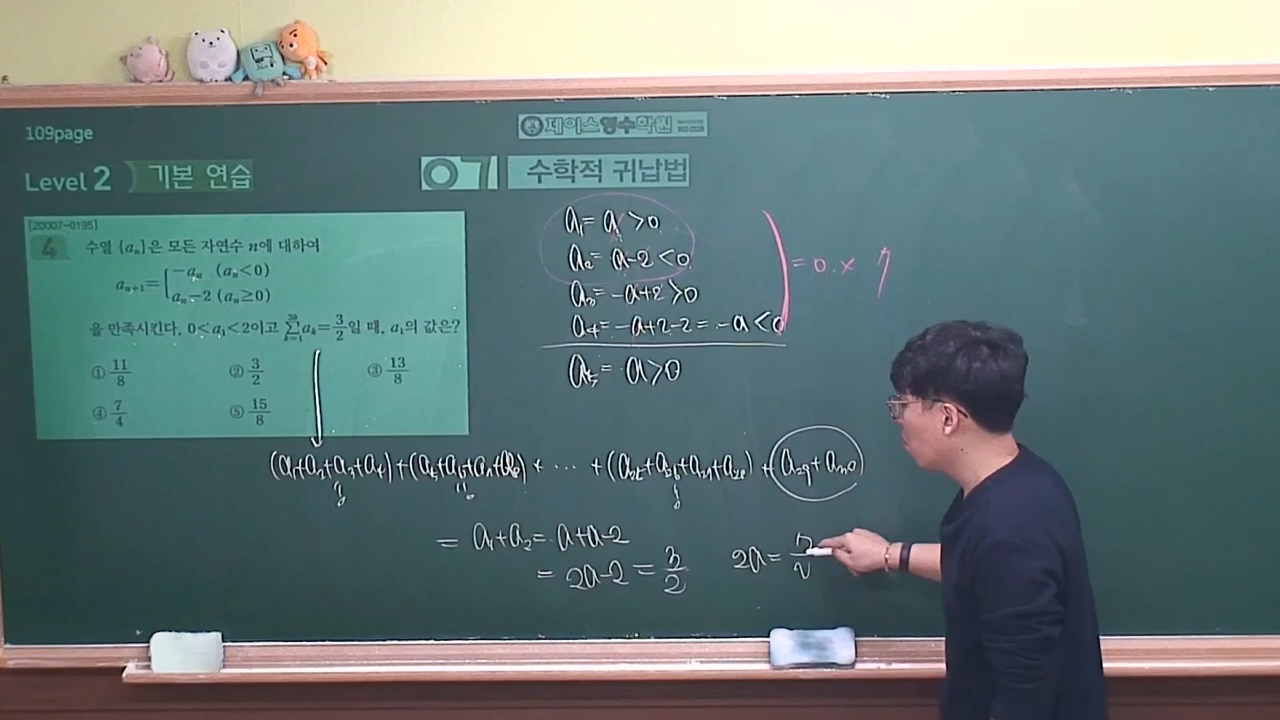 109page
제이스영수학원
Level 2 기본 연습
07 수학적 귀납법
[20007-0195]
4 수열 {aₙ}은 모든 자연수 n에 대하여
aₙ₊₁={ -aₙ (aₙ<0)
aₙ-2 (aₙ≥0)
을 만족시킨다. 0<a₁<2이고 Σₖ₌₁³⁰ aₖ=3/2일 때, a₁의 값은?
① 11/8 ② 3/2 ③ 13/8
④ 7/4 ⑤ 15/8
a₁= a >0
a₂= a-2 <0
a₃= -a+2 >0
a₄= -a+2-2 = -a <0
= 0 × 7
a₅= a>0
(a₁+a₂+a₃+a₄)+(a₅+a₆+a₇+a₈)+ ⋯ +(a₂₅+a₂₆+a₂₇+a₂₈)+a₂₉+a₃₀
= a₁+a₂= a+a-2
= 2a-2 = 3/2
2a= 7/2